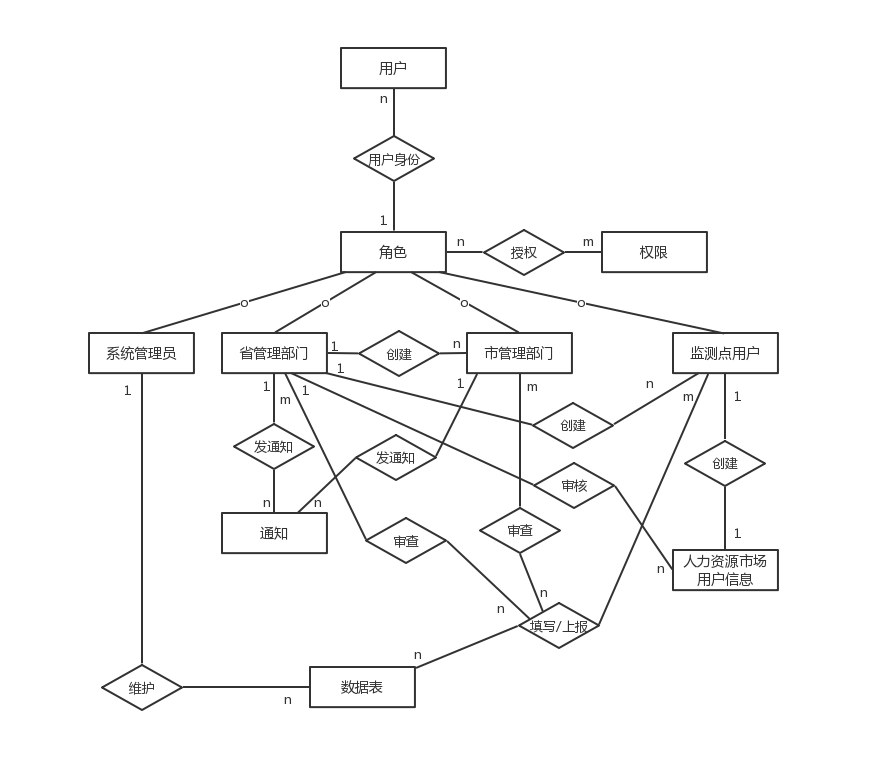 用户
n
用户身份
1
角色
n
授权
m
权限
o
o
o
o
系统管理员
省管理部门
1
创建
n
市管理部门
监测点用户
1
1
m
1
1
1
m
n
m
1
发通知
发通知
创建
创建
审核
n
n
通知
审查
审查
1
n
人力资源市场
用户信息
n
n
填写/上报
n
维护
n
数据表